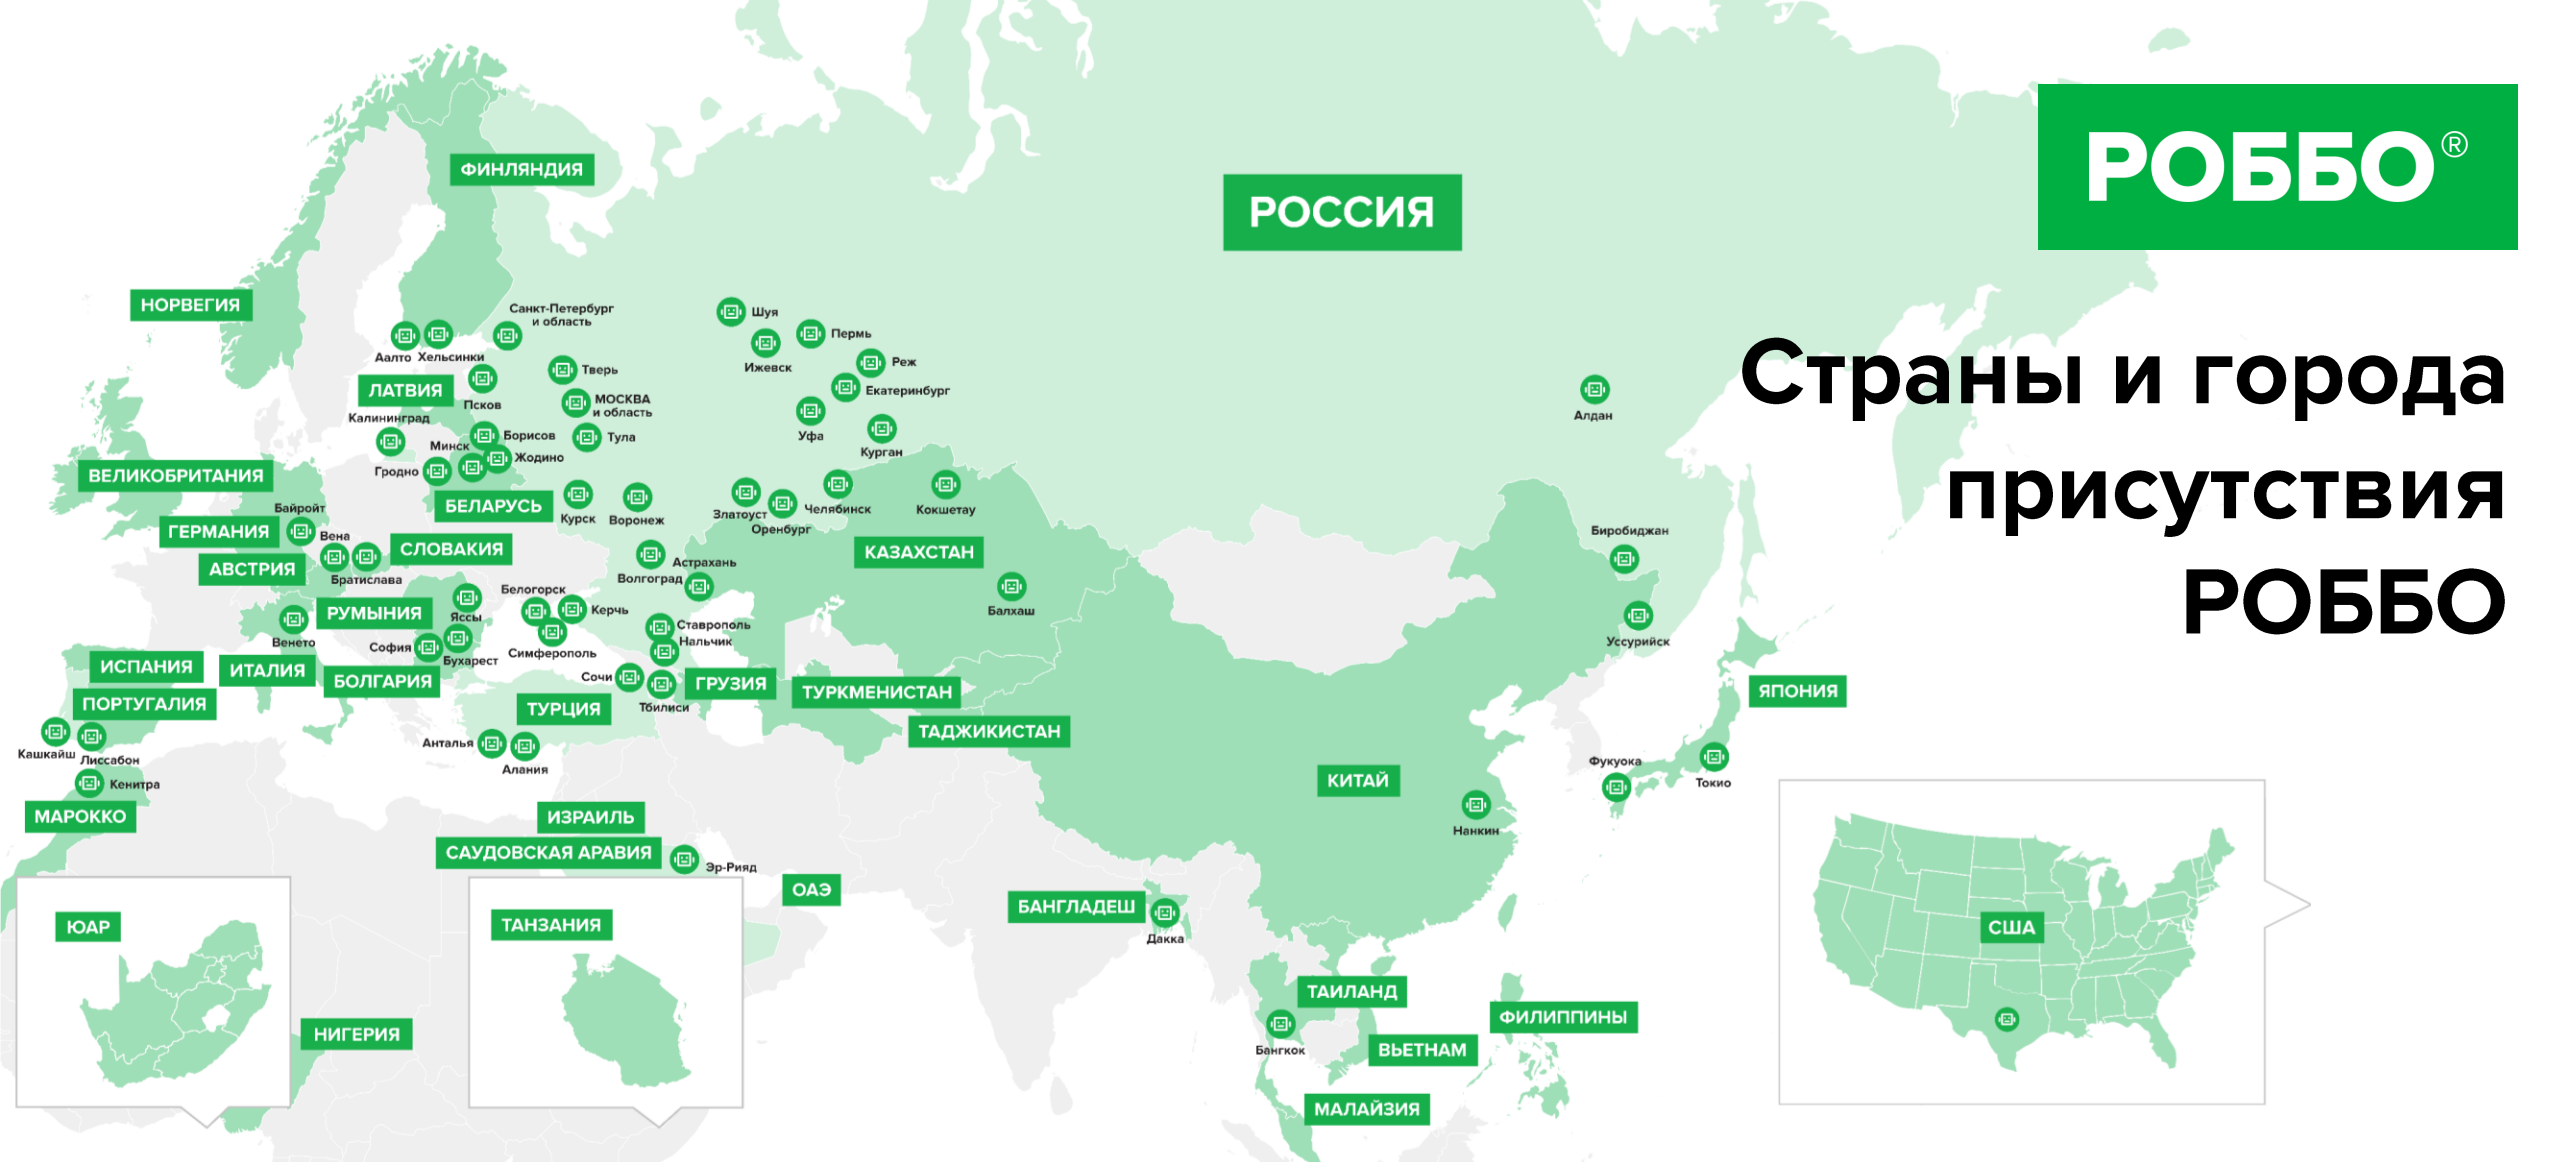 РОББО®
Страны и города
присутствия
РОББО
РОССИЯ
ФИНЛЯНДИЯ
НОРВЕГИЯ
Санкт-Петербург
и область
Аалто
Хельсинки
Шуя
Пермь
Ижевск
Реж
Екатеринбург
Тверь
ЛАТВИЯ
Псков
МОСКВА
и область
Калининград
Уфа
Алдан
Минск
Борисов
Тула
Курган
Гродно
Жодино
ВЕЛИКОБРИТАНИЯ
БЕЛАРУСЬ
Байройт
Курск
Воронеж
Златоуст
Оренбург
Челябинск
Кокшетау
ГЕРМАНИЯ
Вена
Биробиджан
СЛОВАКИЯ
КАЗАХСТАН
АВСТРИЯ
Братислава
Волгоград
Астрахань
Белогорск
Керчь
Балхаш
РУМЫНИЯ
Яссы
Ставрополь
Нальчик
Уссурийск
Венето
София
Бухарест
Симферополь
ИСПАНИЯ
ИТАЛИЯ
БОЛГАРИЯ
Сочи
ГРУЗИЯ
ТУРКМЕНИСТАН
ЯПОНИЯ
ПОРТУГАЛИЯ
ТУРЦИЯ
Тбилиси
ТАДЖИКИСТАН
Кашкайш
Лиссабон
Анталья
Алания
Фукуока
Токио
Кенитра
КИТАЙ
МАРОККО
ИЗРАИЛЬ
Нанкин
САУДОВСКАЯ АРАВИЯ
Эр-Рияд
ОАЭ
БАНГЛАДЕШ
Дакка
ЮАР
ТАНЗАНИЯ
США
ТАИЛАНД
ФИЛИППИНЫ
НИГЕРИЯ
Бангкок
ВЬЕТНАМ
МАЛАЙЗИЯ